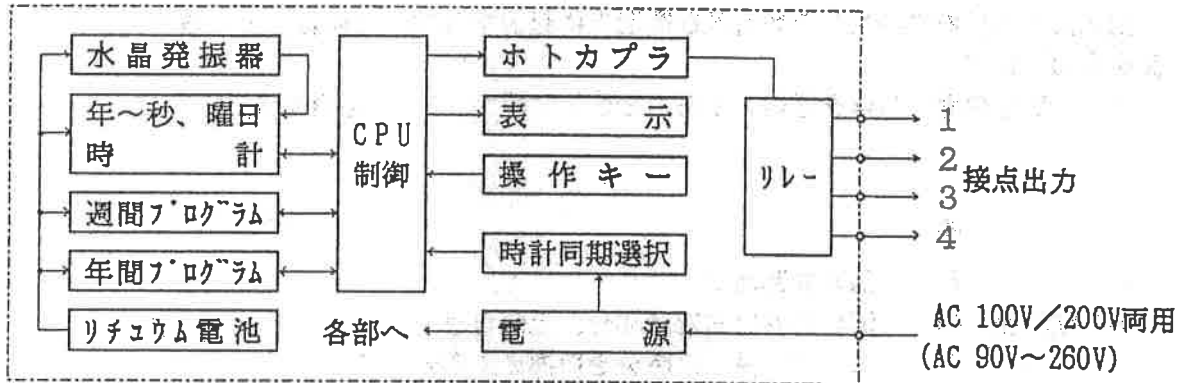 水晶発振器
年～秒、曜日
時計
週間プログラム
年間プログラム
リチュウム電池
CPU
制御
各部へ
ホトカプラ
表示
操作キー
時計同期選択
電源
リレー
1
2
3
4
接点出力
AC 100V／200V両用
(AC 90V～260V)